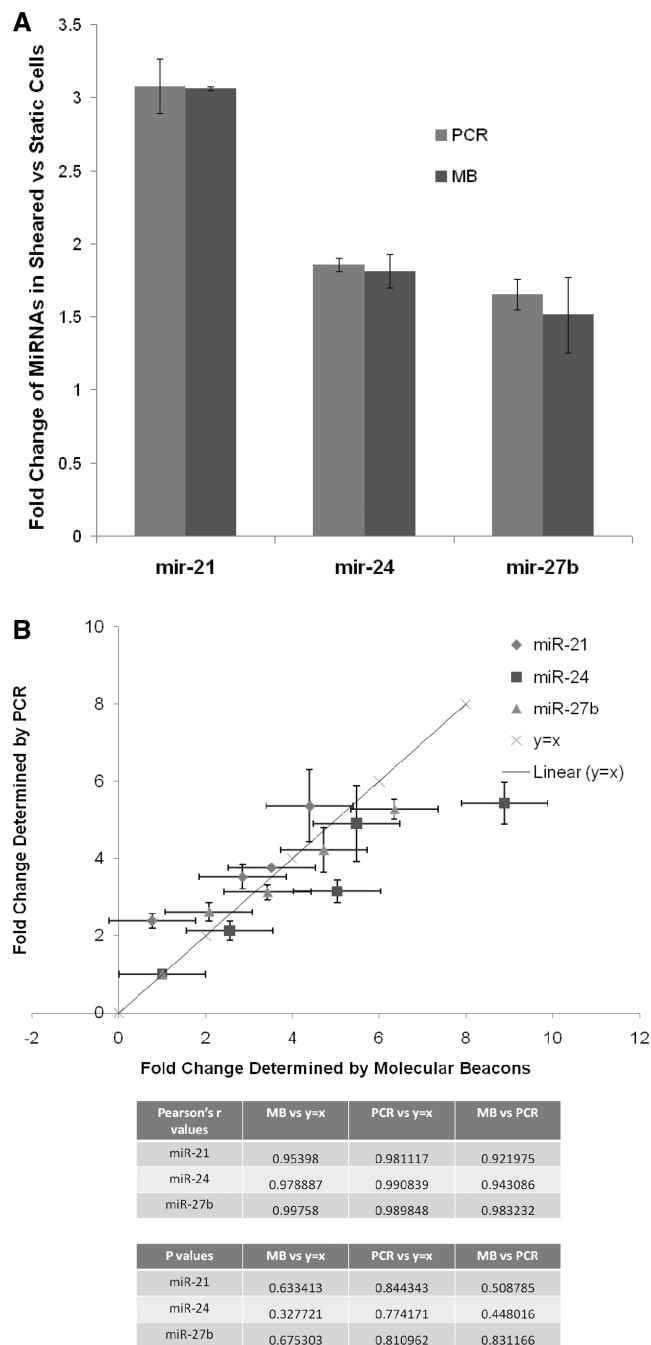 A
Fold Change of MiRNAs in Sheared vs Static Cells
3.5
3
2.5
2
1.5
1
0.5
0
PCR
MB
mir-21
mir-24
mir-27b
B
Fold Change Determined by PCR
10
8
6
4
2
0
miR-21
miR-24
miR-27b
y=x
Linear (y=x)
-2
0
2
4
6
8
10
12
Fold Change Determined by Molecular Beacons
Pearson's r values MB vs y=x PCR vs y=x MB vs PCR
miR-21 0.95398 0.981117 0.921975
miR-24 0.978887 0.990839 0.943086
miR-27b 0.99758 0.989848 0.983232
P values MB vs y=x PCR vs y=x MB vs PCR
miR-21 0.633413 0.844343 0.508785
miR-24 0.327721 0.774171 0.448016
miR-27b 0.675303 0.810962 0.831166